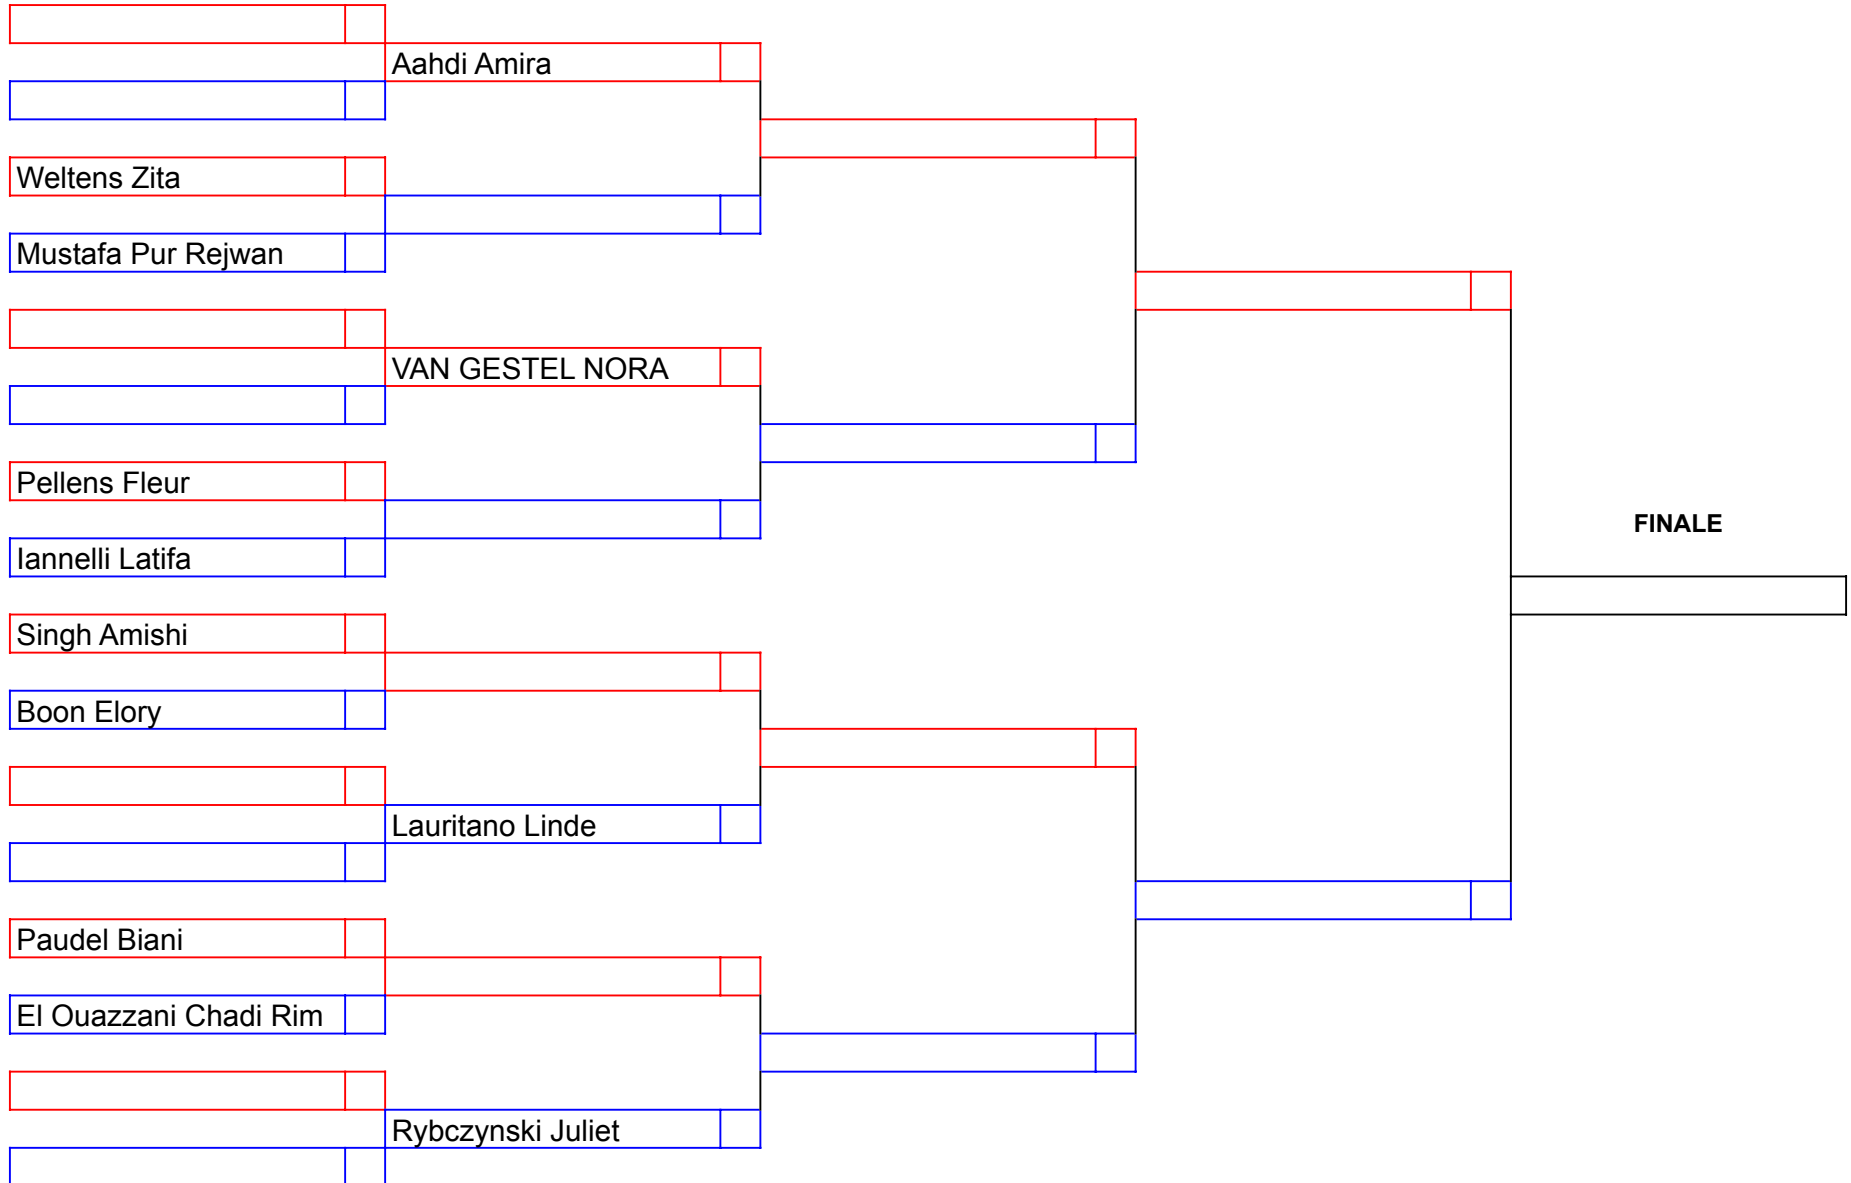 Aahdi Amira
Weltens Zita
Mustafa Pur Rejwan
VAN GESTEL NORA
Pellens Fleur
Iannelli Latifa
FINALE
Singh Amishi
Boon Elory
Lauritano Linde
Paudel Biani
El Ouazzani Chadi Rim
Rybczynski Juliet